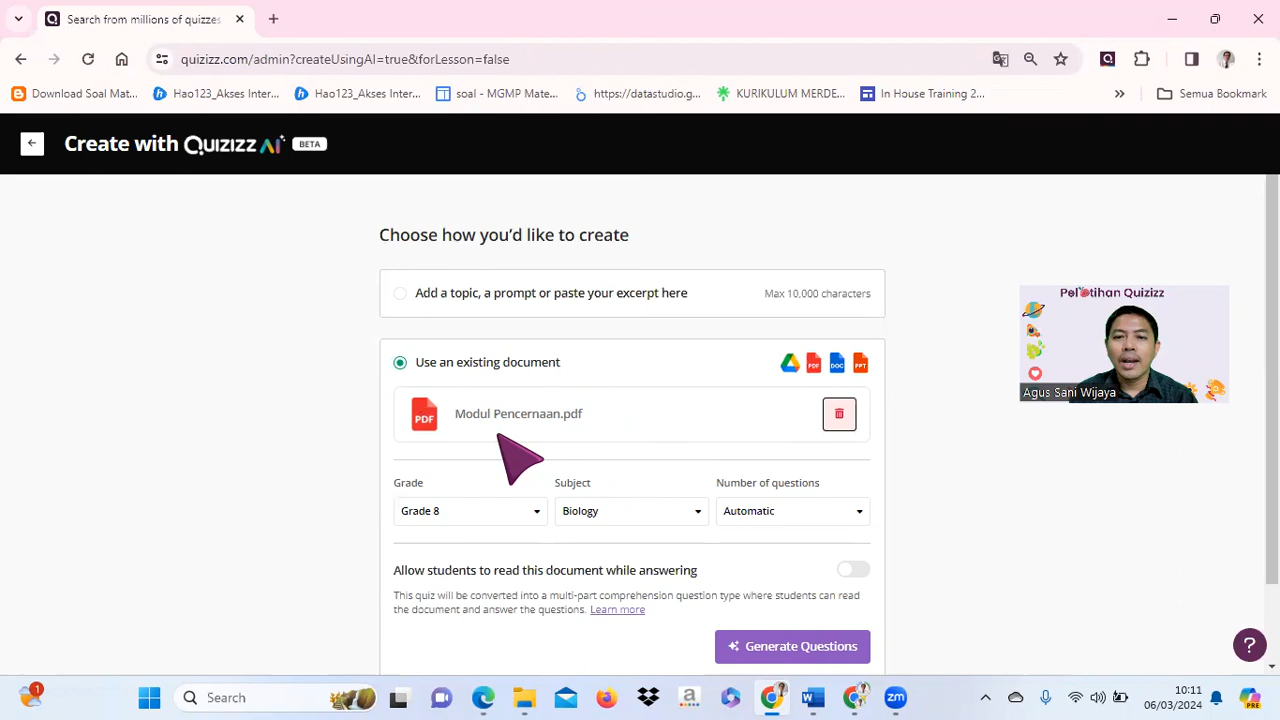 Search from millions of quizzes
quizizz.com/admin?createUsingAI=true&forLesson=false
Download Soal Mat...
Hao123_Akses Inter...
Hao123_Akses Inter...
soal - MGMP Mate...
https://datastudio.g...
KURIKULUM MERDE...
In House Training 2...
Semua Bookmark
Create with Quizizz AI BETA
Choose how you'd like to create
Add a topic, a prompt or paste your excerpt here
Max 10,000 characters
Pelatihan Quizizz
Use an existing document
PDF
DOC
PPT
Agus Sani Wijaya
PDF
Modul Pencernaan.pdf
Grade
Subject
Number of questions
Grade 8
Biology
Automatic
Allow students to read this document while answering
This quiz will be converted into a multi-part comprehension question type where students can read
the document and answer the questions. Learn more
Generate Questions
?
1
Search
10:11
06/03/2024
PRE